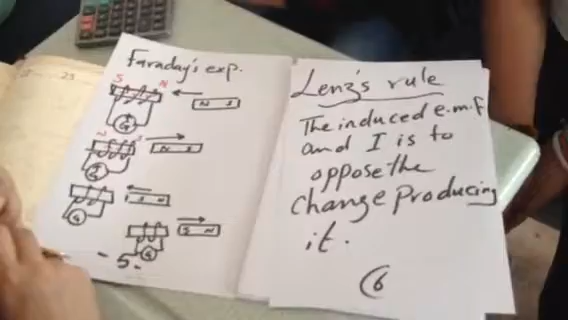 Faraday's exp.
S N
N S
G
N S
N S
G
S N
- 5 -
Lenz's rule
The induced e.m.f
and I is to
oppose the
change producing
it.
6